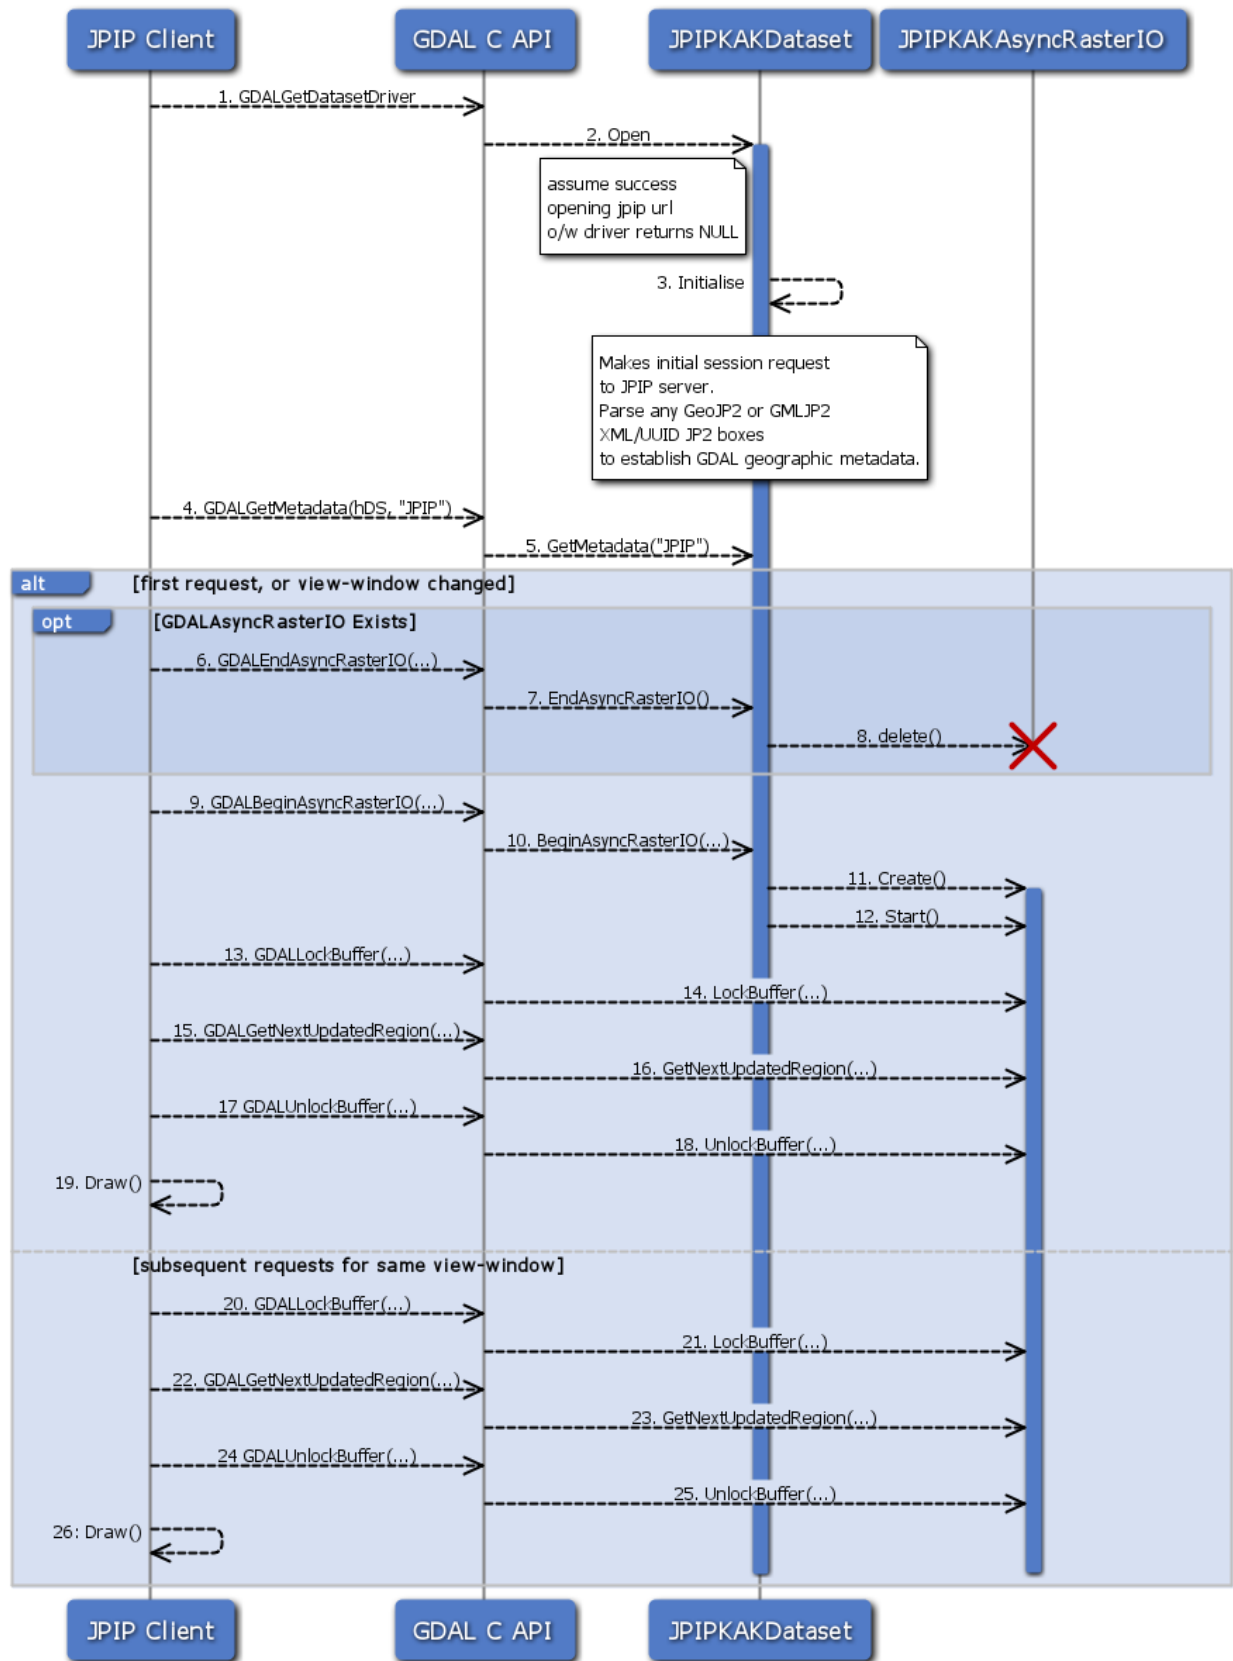 JPIP Client
GDAL C API
JPIPKAKDataset
JPIPKAKAsyncRasterIO
1. GDALGetDatasetDriver
2. Open
assume success
opening jpip url
o/w driver returns NULL
3. Initialise
Makes initial session request
to JPIP server.
Parse any GeoJP2 or GMLJP2
XML/UUID JP2 boxes
to establish GDAL geographic metadata.
4. GDALGetMetadata(hDS, "JPIP")
5. GetMetadata("JPIP")
alt
[first request, or view-window changed]
opt
[GDALAsyncRasterIO Exists]
6. GDALEndAsyncRasterIO(...)
7. EndAsyncRasterIO()
8. delete()
9. GDALBeginAsyncRasterIO(...)
10. BeginAsyncRasterIO(...)
11. Create()
12. Start()
13. GDALLockBuffer(...)
14. LockBuffer(...)
15. GDALGetNextUpdatedRegion(...)
16. GetNextUpdatedRegion(...)
17 GDALUnlockBuffer(...)
18. UnlockBuffer(...)
19. Draw()
[subsequent requests for same view-window]
20. GDALLockBuffer(...)
21. LockBuffer(...)
22. GDALGetNextUpdatedRegion(...)
23. GetNextUpdatedRegion(...)
24 GDALUnlockBuffer(...)
25. UnlockBuffer(...)
26: Draw()
JPIP Client
GDAL C API
JPIPKAKDataset